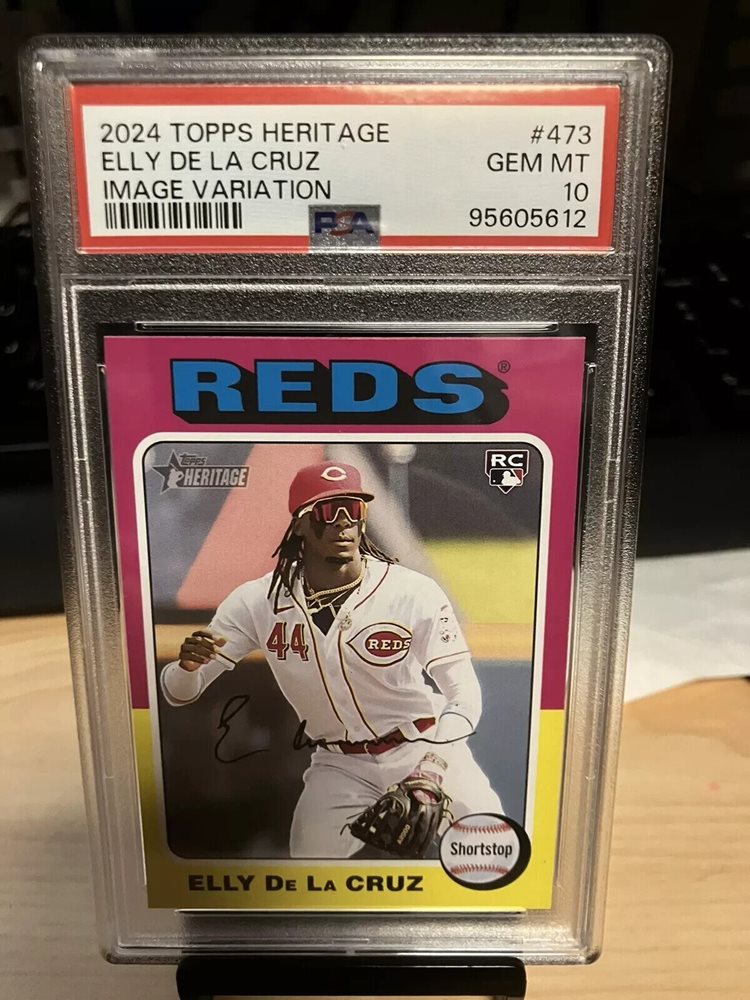 2024 TOPPS HERITAGE #473
ELLY DE LA CRUZ GEM MT
IMAGE VARIATION 10
95605612
PSA
REDS®
TOPPS HERITAGE
RC
44
REDS
Shortstop
ELLY De La CRUZ